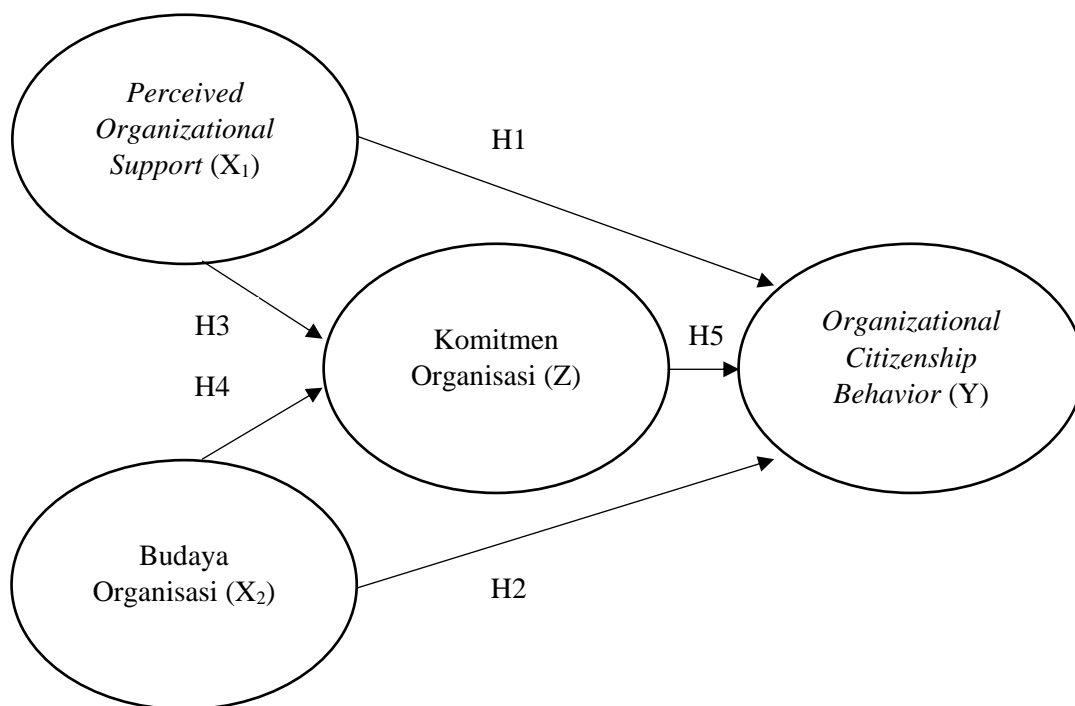 Perceived
Organizational
Support (X₁)
H1
H3
Komitmen
Organisasi (Z)
H5
Organizational
Citizenship
Behavior (Y)
H4
Budaya
Organisasi (X₂)
H2